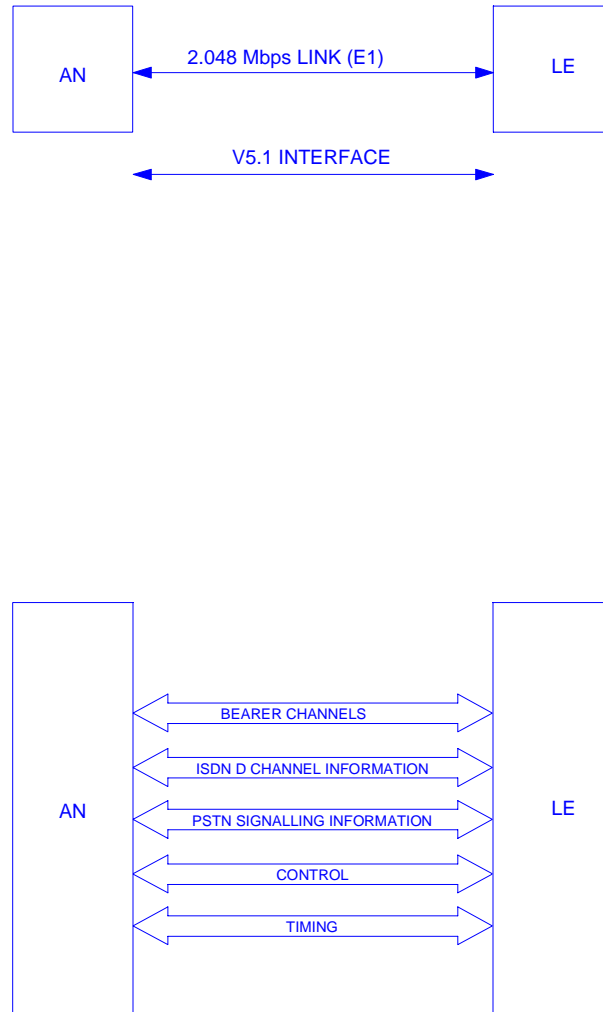 AN
2.048 Mbps LINK (E1)
LE
V5.1 INTERFACE
BEARER CHANNELS
ISDN D CHANNEL INFORMATION
AN
PSTN SIGNALLING INFORMATION
LE
CONTROL
TIMING